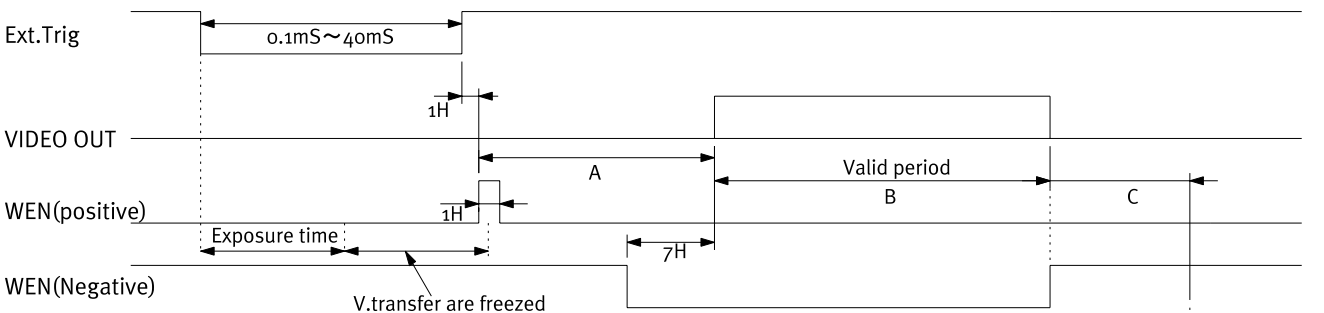 Ext.Trig
0.1mS～40mS
1H
VIDEO OUT
A
Valid period
B
C
WEN(positive)
1H
Exposure time
7H
WEN(Negative)
V.transfer are freezed